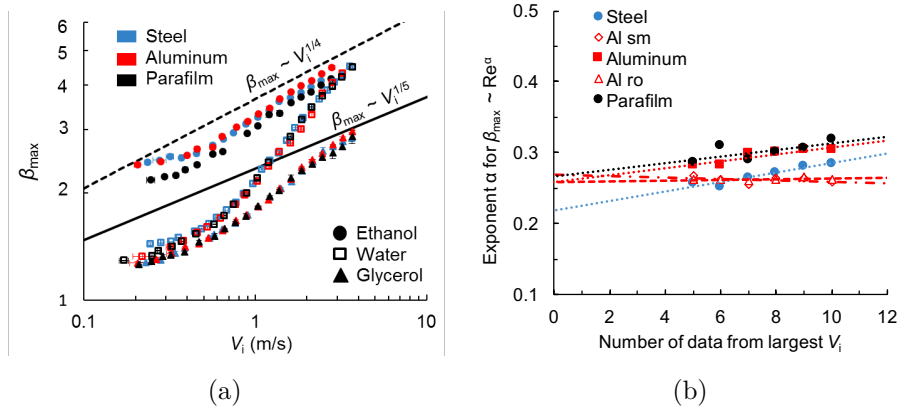 6
5
4
3
2
1
β_max
Steel
Aluminum
Parafilm
β_max ~ V_i^1/4
β_max ~ V_i^1/5
Ethanol
Water
Glycerol
0.1
1
10
V_i (m/s)
(a)
0.5
0.4
0.3
0.2
0.1
Exponent α for β_max ~ Re^α
Steel
Al sm
Aluminum
Al ro
Parafilm
0 2 4 6 8 10 12
Number of data from largest V_i
(b)